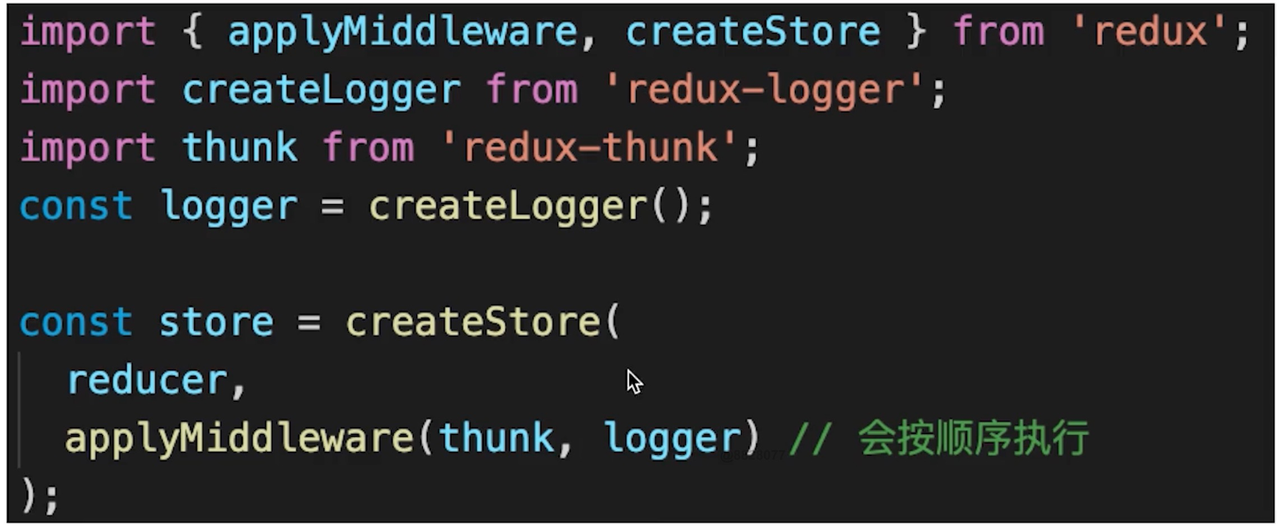 import { applyMiddleware, createStore } from 'redux';
import createLogger from 'redux-logger';
import thunk from 'redux-thunk';
const logger = createLogger();
const store = createStore(
reducer,
applyMiddleware(thunk, logger) // 会按顺序执行
);